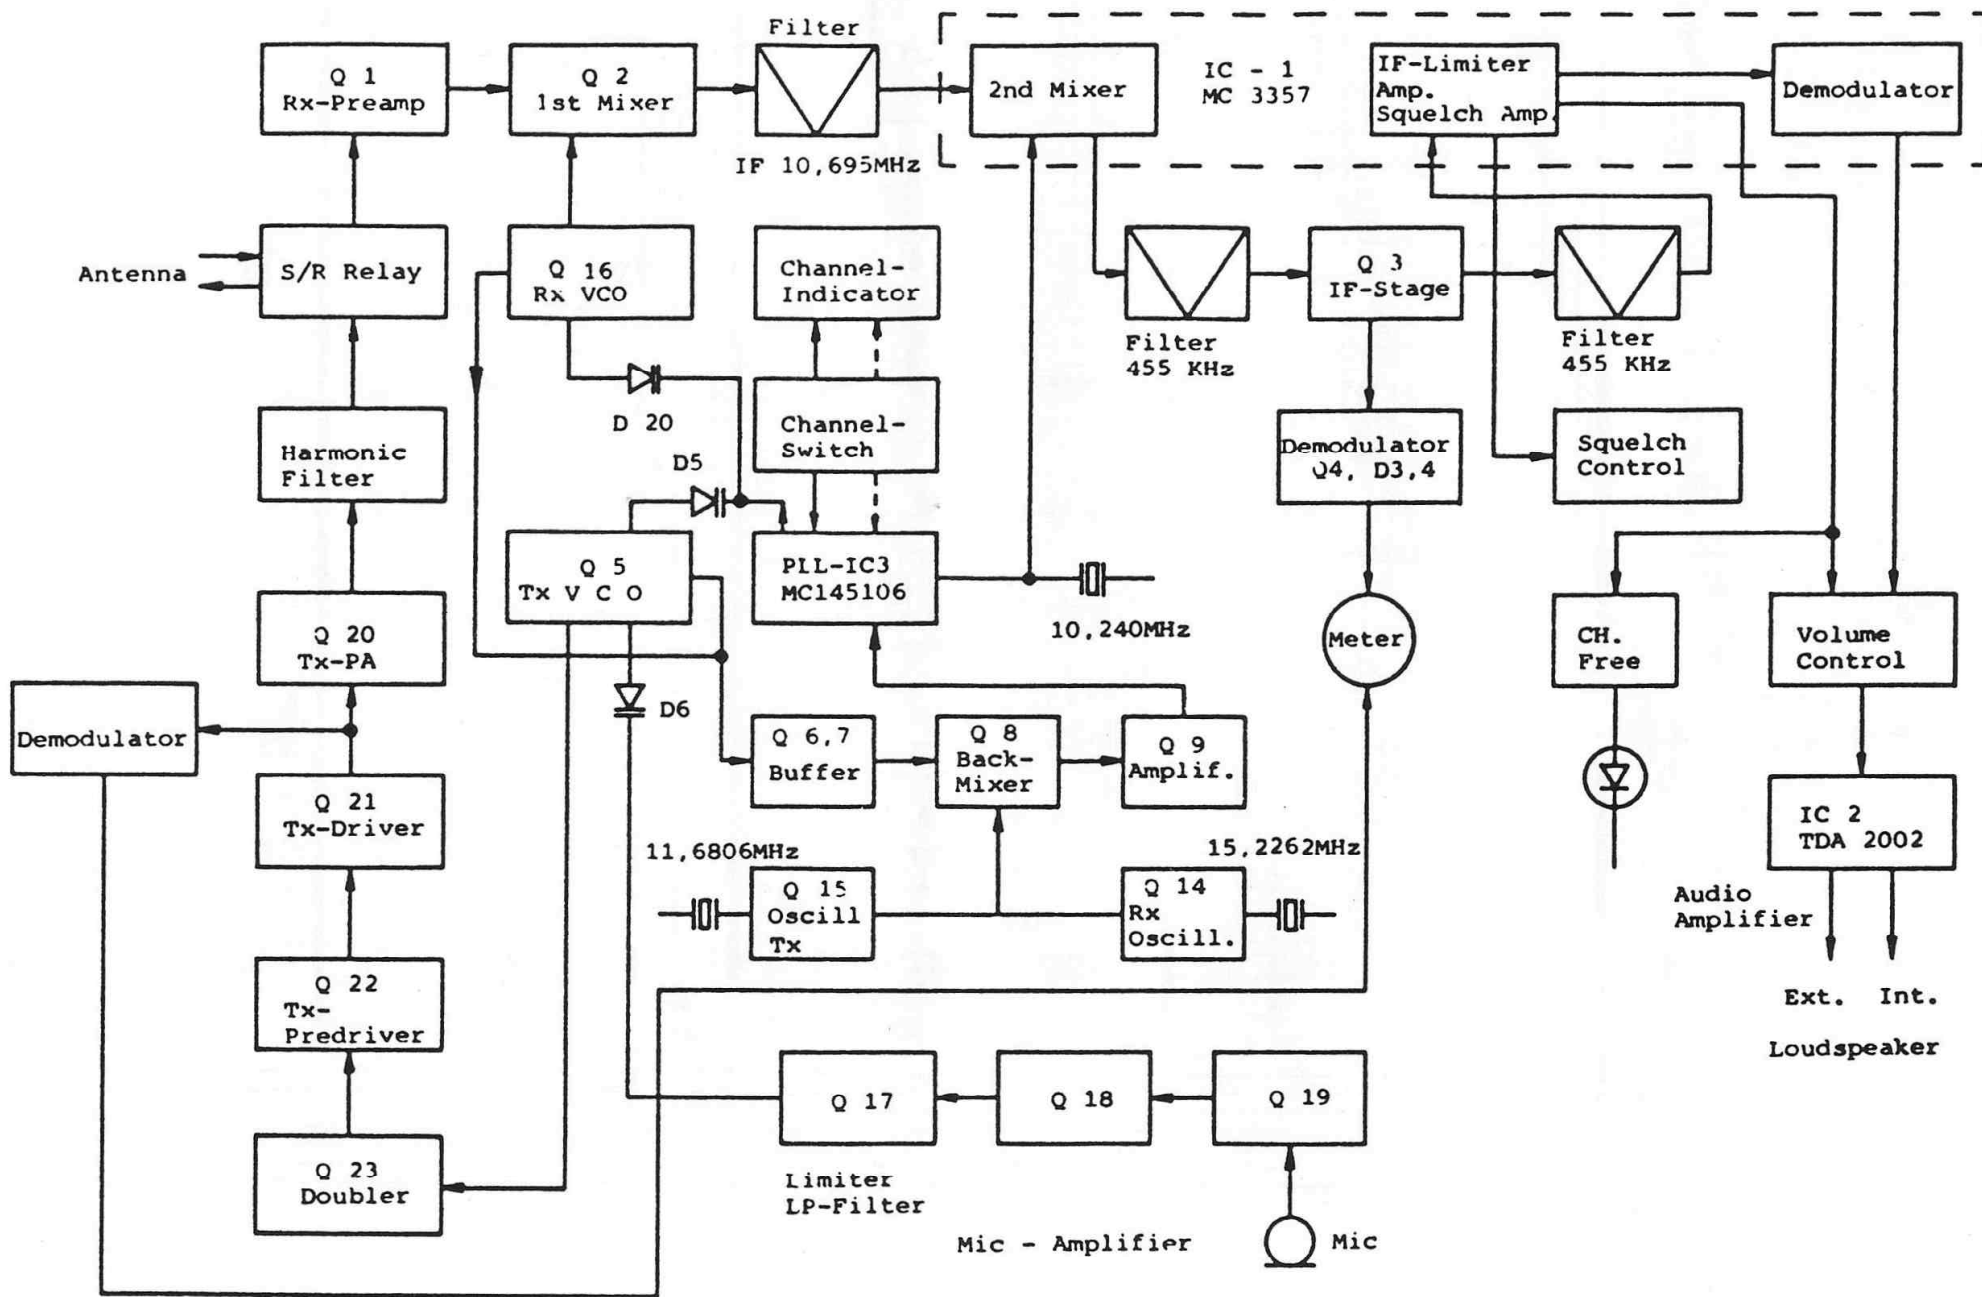 Filter
Q 1
Rx-Preamp
Q 2
1st Mixer
2nd Mixer
IC - 1
MC 3357
IF-Limiter
Amp.
Squelch Amp.
Demodulator
IF 10,695MHz
Antenna
S/R Relay
Q 16
Rx VCO
Channel-
Indicator
Q 3
IF-Stage
Filter
455 KHz
Filter
455 KHz
D 20
Harmonic
Filter
Channel-
Switch
D5
Demodulator
Q4, D3,4
Squelch
Control
Q 5
Tx V C O
PLL-IC3
MC145106
10,240MHz
Q 20
Tx-PA
Meter
CH.
Free
Volume
Control
Demodulator
D6
Q 6,7
Buffer
Q 8
Back-
Mixer
Q 9
Amplif.
Q 21
Tx-Driver
IC 2
TDA 2002
11,6806MHz
15,2262MHz
Q 15
Oscill
Tx
Q 14
Rx
Oscill.
Audio
Amplifier
Q 22
Tx-
Predriver
Ext. Int.
Loudspeaker
Q 17
Q 18
Q 19
Q 23
Doubler
Limiter
LP-Filter
Mic - Amplifier
Mic